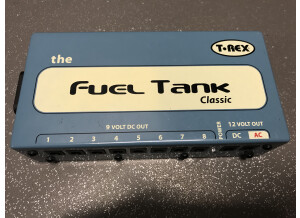 T-REX
the
FUEL TANK
Classic
9 VOLT DC OUT
12 VOLT OUT
1 2 3 4 5 6 7 8 POWER DC AC